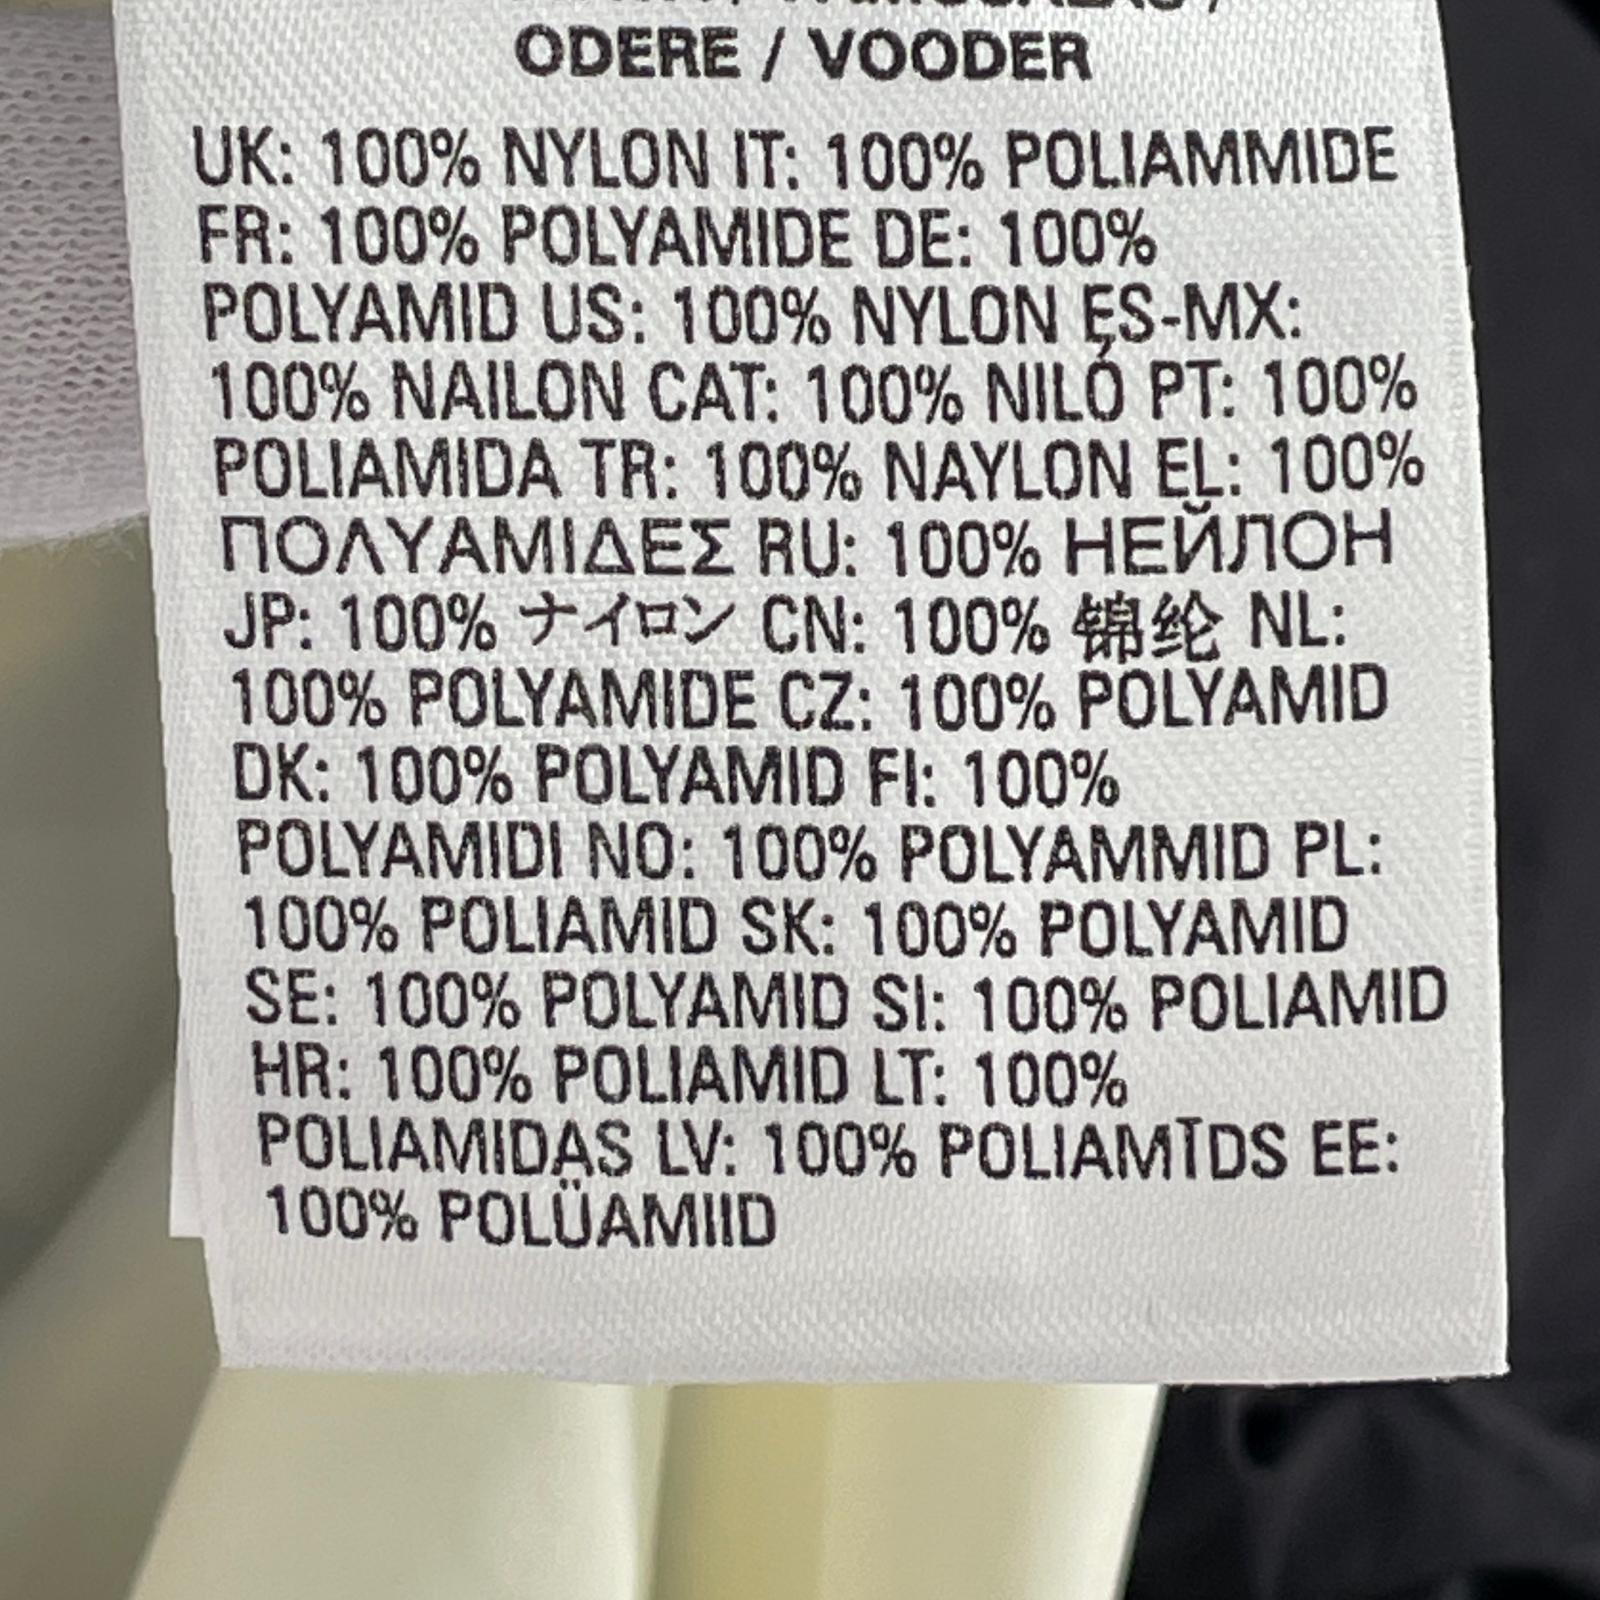 ODERE / VOODER
UK: 100% NYLON IT: 100% POLIAMMIDE
FR: 100% POLYAMIDE DE: 100%
POLYAMID US: 100% NYLON ES-MX:
100% NAILON CAT: 100% NILÓ PT: 100%
POLIAMIDA TR: 100% NAYLON EL: 100%
ΠΟΛΥΑΜΙΔΕΣ RU: 100% НЕЙЛОН
JP: 100% ナイロン CN: 100% 锦纶 NL:
100% POLYAMIDE CZ: 100% POLYAMID
DK: 100% POLYAMID FI: 100%
POLYAMIDI NO: 100% POLYAMMID PL:
100% POLIAMID SK: 100% POLYAMID
SE: 100% POLYAMID SI: 100% POLIAMID
HR: 100% POLIAMID LT: 100%
POLIAMIDAS LV: 100% POLIAMĪDS EE:
100% POLÜAMIID